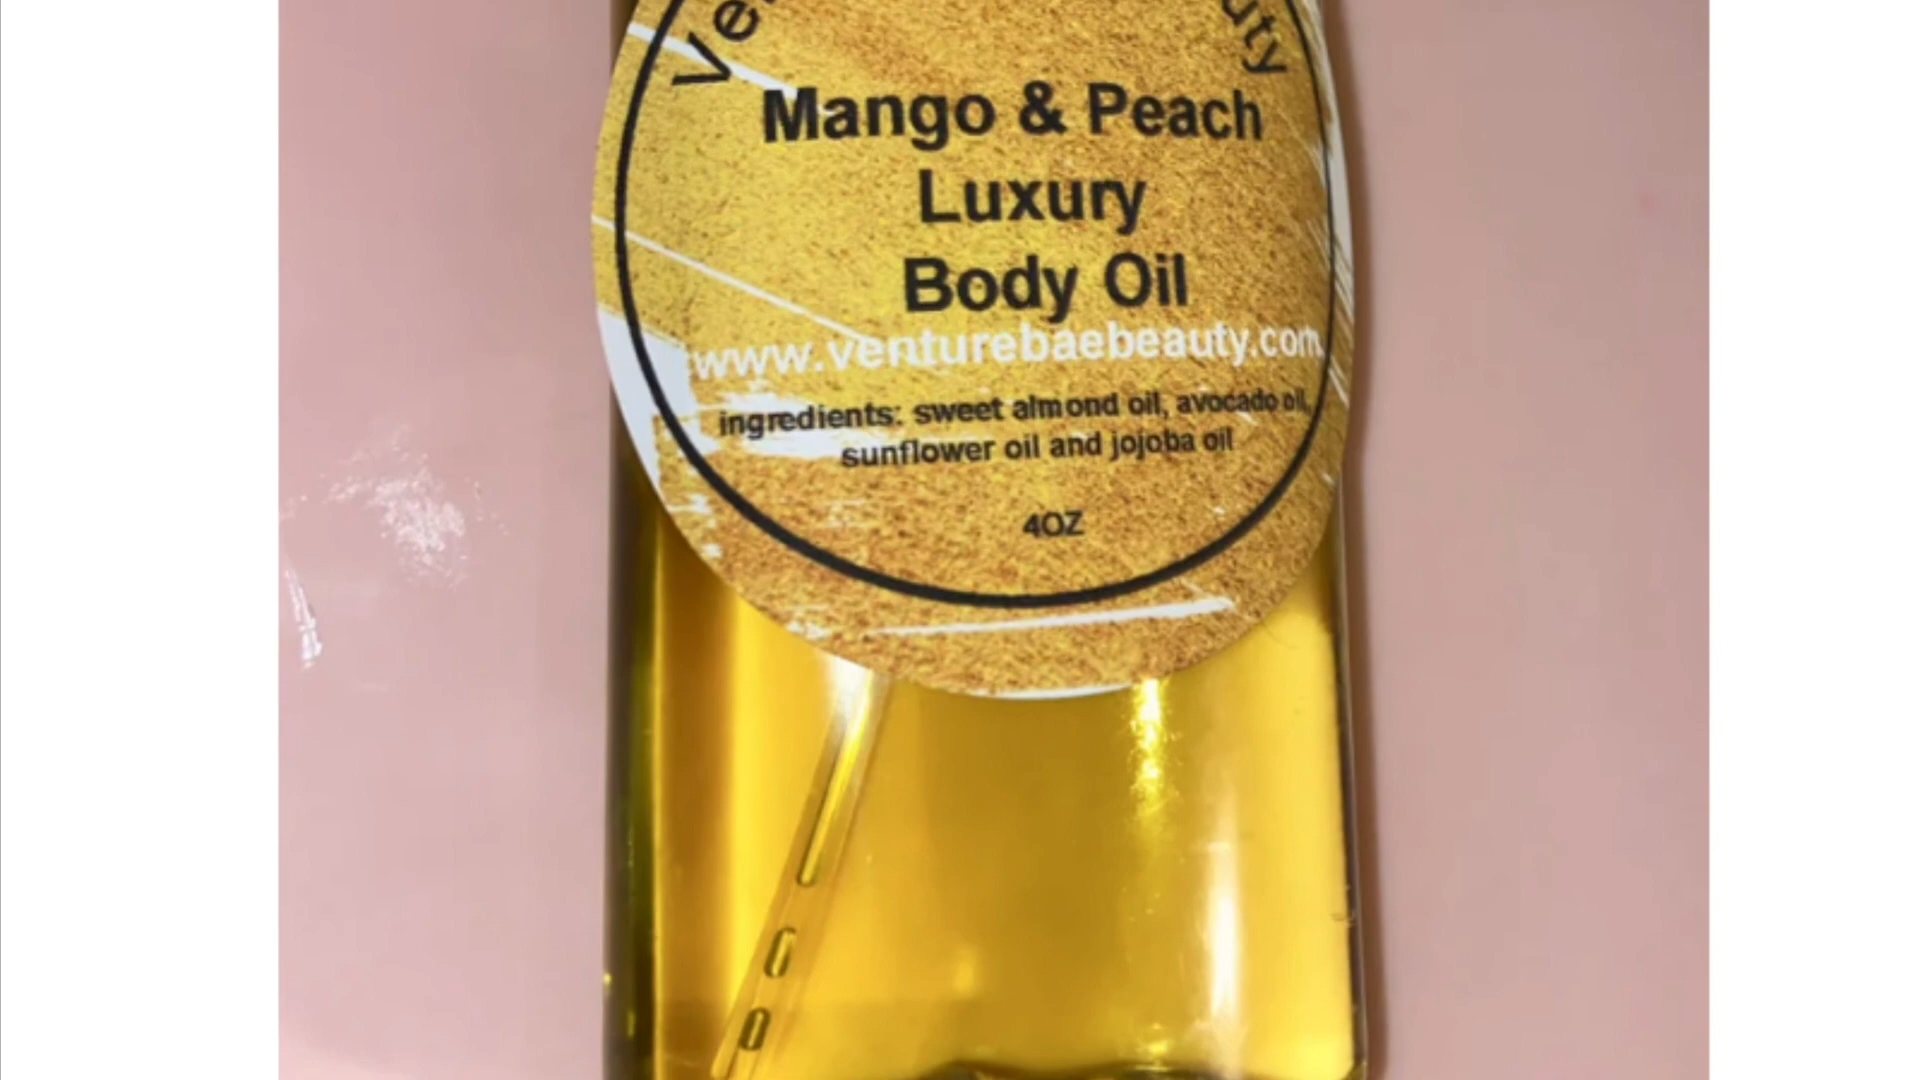 Mango & Peach
Luxury
Body Oil
www.venturebaebeauty.com
ingredients: sweet almond oil, avocado oil,
sunflower oil and jojoba oil
4OZ